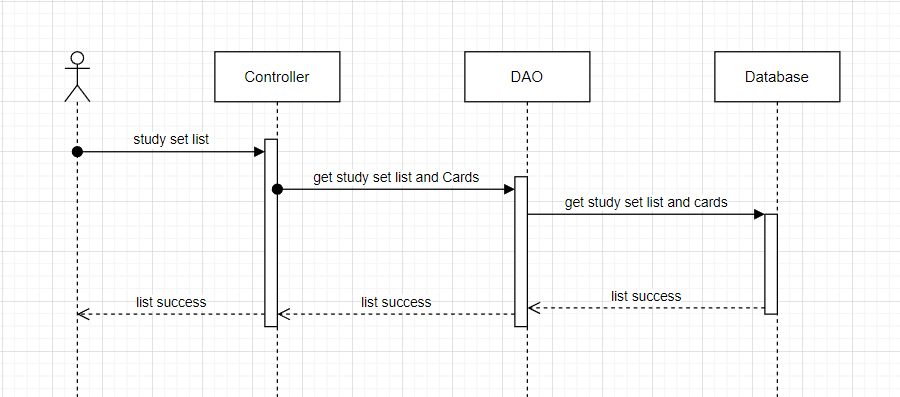 Controller
DAO
Database
study set list
get study set list and Cards
get study set list and cards
list success
list success
list success